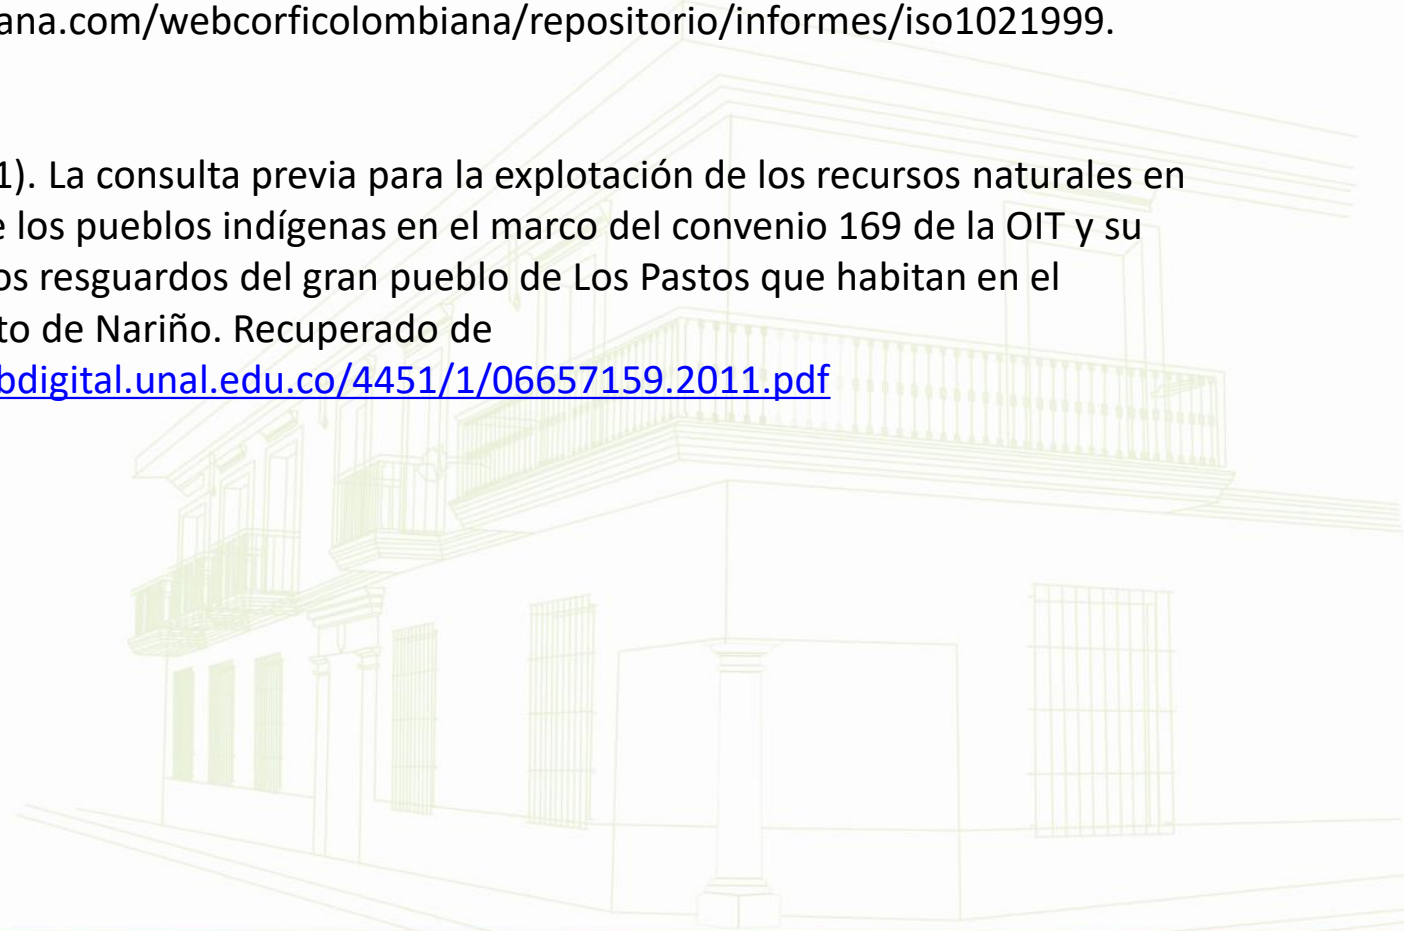 ana.com/webcorficolombiana/repositorio/informes/iso1021999.
1). La consulta previa para la explotación de los recursos naturales en
e los pueblos indígenas en el marco del convenio 169 de la OIT y su
os resguardos del gran pueblo de Los Pastos que habitan en el
to de Nariño. Recuperado de
bdigital.unal.edu.co/4451/1/06657159.2011.pdf